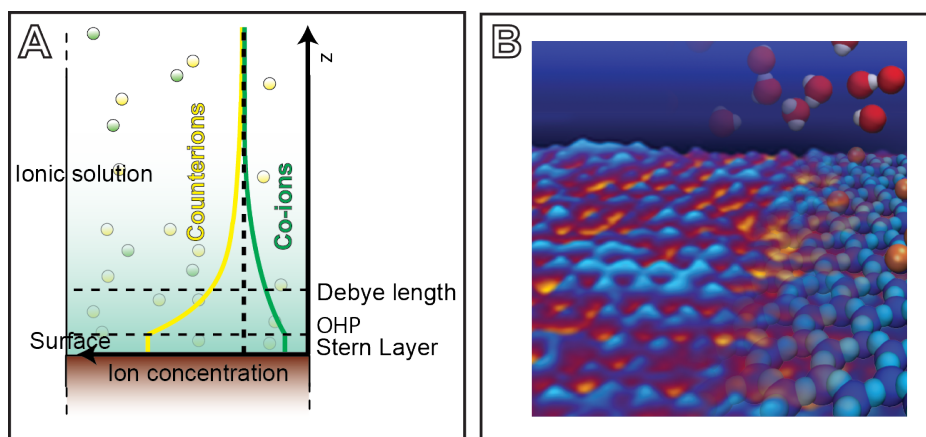 A
B
z
Counterions
Ionic solution
Co-ions
Debye length
OHP
Surface
Stern Layer
Ion concentration